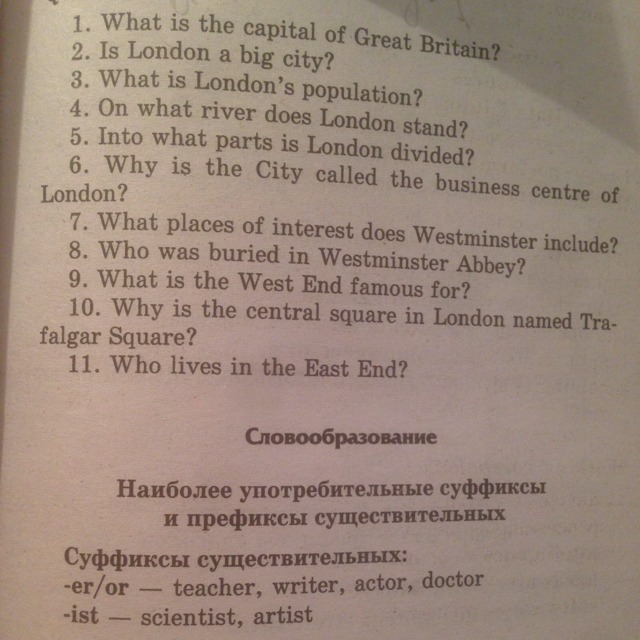 1. What is the capital of Great Britain?
2. Is London a big city?
3. What is London's population?
4. On what river does London stand?
5. Into what parts is London divided?
6. Why is the City called the business centre of
London?
7. What places of interest does Westminster include?
8. Who was buried in Westminster Abbey?
9. What is the West End famous for?
10. Why is the central square in London named Tra-
falgar Square?
11. Who lives in the East End?
Словообразование
Наиболее употребительные суффиксы
и префиксы существительных
Суффиксы существительных:
-er/or — teacher, writer, actor, doctor
-ist — scientist, artist